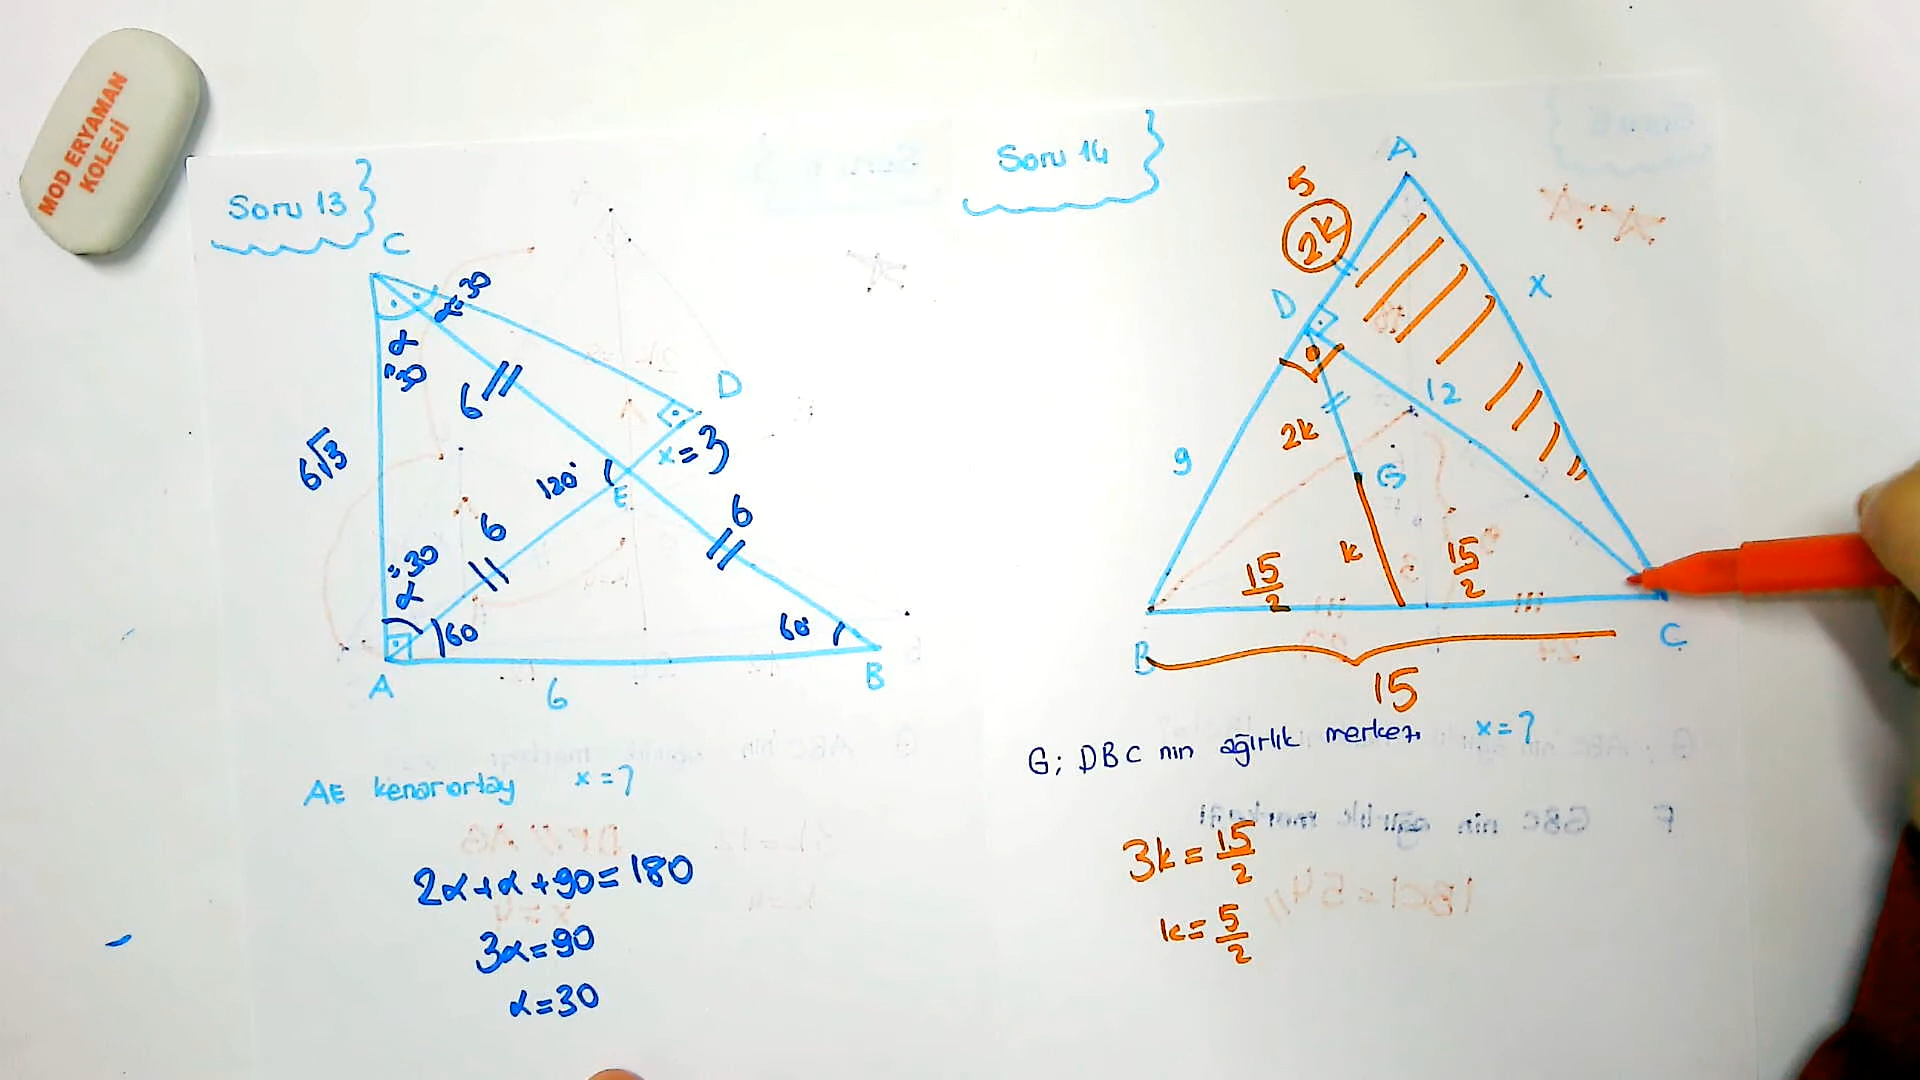 MOD ERYAMAN
KOLEJİ
Soru 13
C
α=30
α
=30
6
D
6√3
x=3
120°
E
6
6
=30
α
60
60°
A
6
B
AE kenarortay x=?
2α+α+90=180
3α=90
α=30
Soru 14
A
5
2k
x
D
12
2k
9
G
k
15/2
15/2
B
C
15
G; DBC nin ağırlık merkezi x=?
3k=15/2
k=5/2